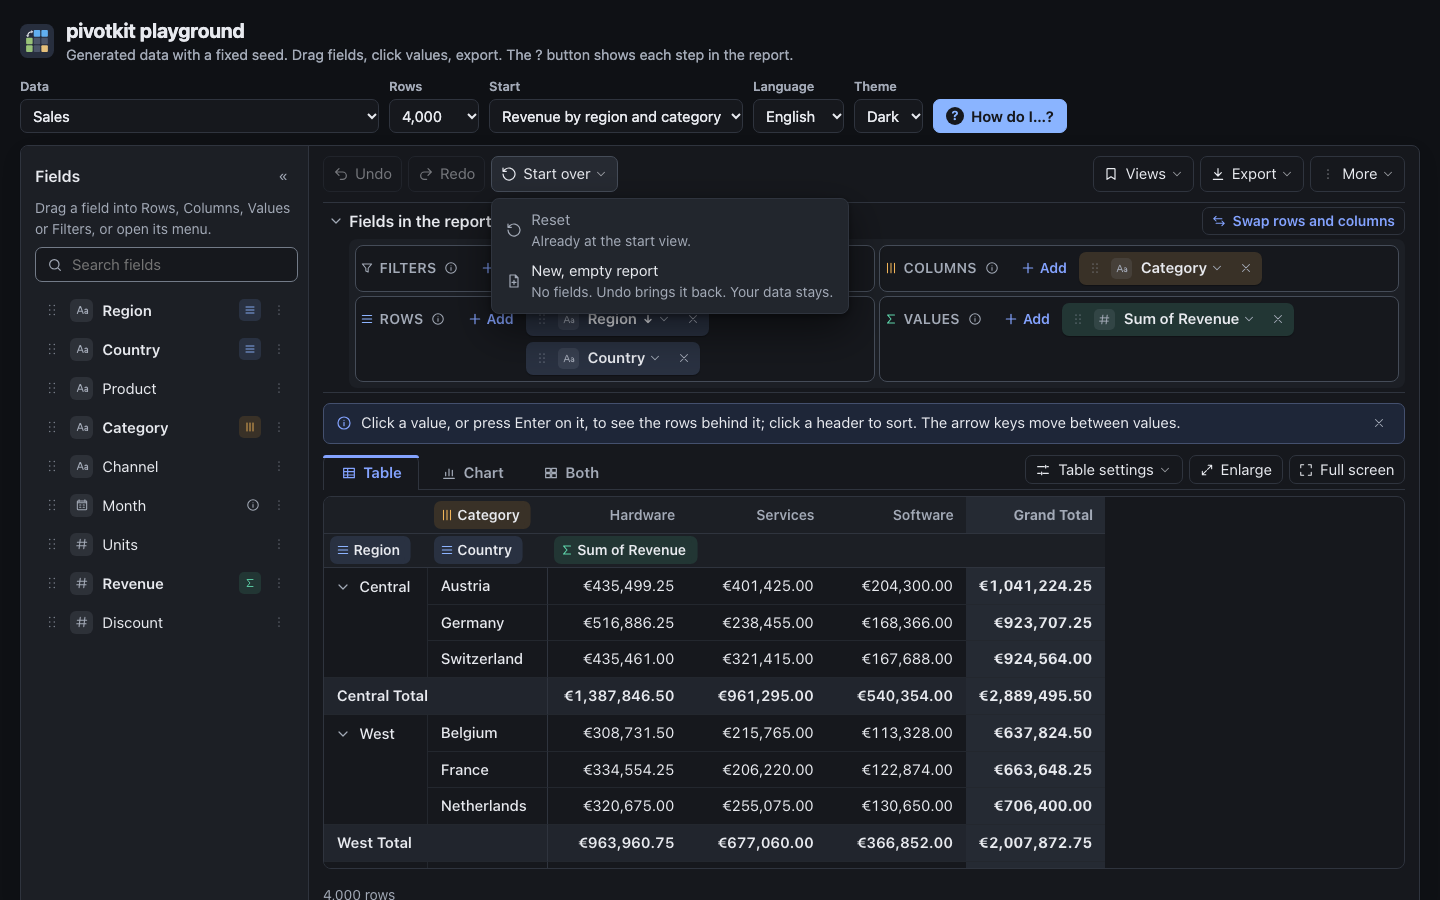 pivotkit playground
Generated data with a fixed seed. Drag fields, click values, export. The ? button shows each step in the report.
Data
Rows
Start
Language
Theme
Sales
4,000
Revenue by region and category
English
Dark
? How do I...?
Fields
«
Drag a field into Rows, Columns, Values
or Filters, or open its menu.
Search fields
Aa Region
Aa Country
Aa Product
Aa Category
Aa Channel
Month
# Units
# Revenue Σ
# Discount
Undo
Redo
Start over
Views
Export
More
Reset
Already at the start view.
New, empty report
No fields. Undo brings it back. Your data stays.
Fields in the report
Swap rows and columns
FILTERS
COLUMNS
+ Add
Aa Category
ROWS
+ Add
Aa Region ↓
Aa Country
Σ VALUES
+ Add
# Sum of Revenue
Click a value, or press Enter on it, to see the rows behind it; click a header to sort. The arrow keys move between values.
Table
Chart
Both
Table settings
Enlarge
Full screen
Category Hardware Services Software Grand Total
Region Country Σ Sum of Revenue
Central Austria €435,499.25 €401,425.00 €204,300.00 €1,041,224.25
Germany €516,886.25 €238,455.00 €168,366.00 €923,707.25
Switzerland €435,461.00 €321,415.00 €167,688.00 €924,564.00
Central Total €1,387,846.50 €961,295.00 €540,354.00 €2,889,495.50
West Belgium €308,731.50 €215,765.00 €113,328.00 €637,824.50
France €334,554.25 €206,220.00 €122,874.00 €663,648.25
Netherlands €320,675.00 €255,075.00 €130,650.00 €706,400.00
West Total €963,960.75 €677,060.00 €366,852.00 €2,007,872.75
4,000 rows